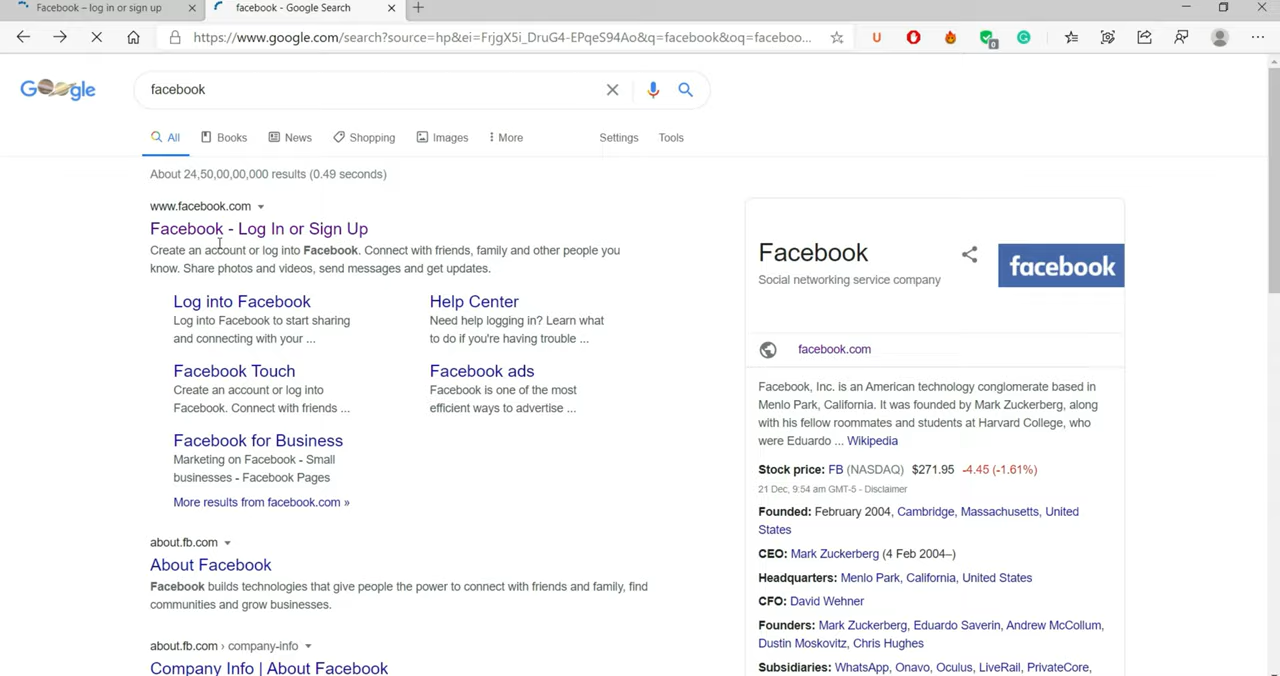 Facebook – log in or sign up
facebook - Google Search
https://www.google.com/search?source=hp&ei=FrjgX5i_DruG4-EPqeS94Ao&q=facebook&oq=faceboo...
0
Google
facebook
All
Books
News
Shopping
Images
More
Settings
Tools
About 24,50,00,00,000 results (0.49 seconds)
www.facebook.com
Facebook - Log In or Sign Up
Create an account or log into Facebook. Connect with friends, family and other people you
know. Share photos and videos, send messages and get updates.
Log into Facebook
Log into Facebook to start sharing
and connecting with your ...
Help Center
Need help logging in? Learn what
to do if you're having trouble ...
Facebook Touch
Create an account or log into
Facebook. Connect with friends ...
Facebook ads
Facebook is one of the most
efficient ways to advertise ...
Facebook for Business
Marketing on Facebook - Small
businesses - Facebook Pages
More results from facebook.com »
about.fb.com
About Facebook
Facebook builds technologies that give people the power to connect with friends and family, find
communities and grow businesses.
about.fb.com › company-info
Company Info | About Facebook
Facebook
Social networking service company
facebook
facebook.com
Facebook, Inc. is an American technology conglomerate based in
Menlo Park, California. It was founded by Mark Zuckerberg, along
with his fellow roommates and students at Harvard College, who
were Eduardo ... Wikipedia
Stock price: FB (NASDAQ) $271.95 -4.45 (-1.61%)
21 Dec, 9:54 am GMT-5 - Disclaimer
Founded: February 2004, Cambridge, Massachusetts, United
States
CEO: Mark Zuckerberg (4 Feb 2004–)
Headquarters: Menlo Park, California, United States
CFO: David Wehner
Founders: Mark Zuckerberg, Eduardo Saverin, Andrew McCollum,
Dustin Moskovitz, Chris Hughes
Subsidiaries: WhatsApp, Onavo, Oculus, LiveRail, PrivateCore,